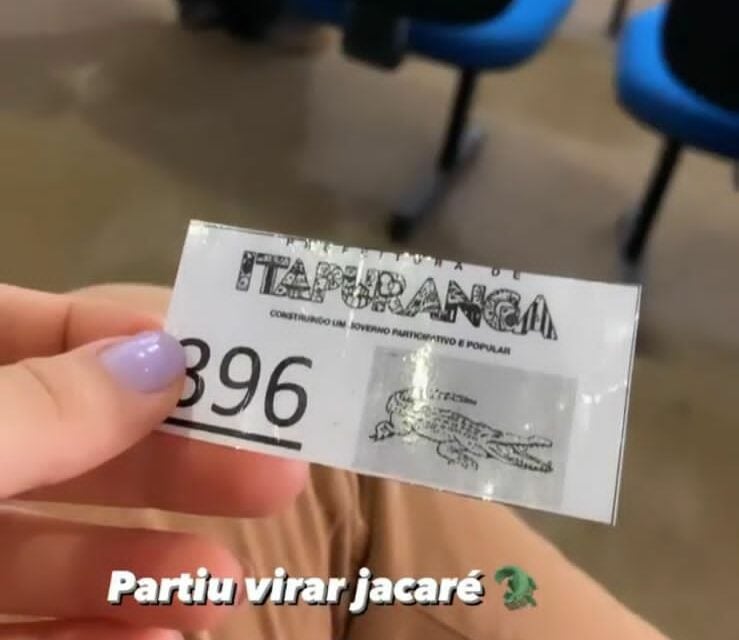 PREFEITURA DE
ITAPURANGA
CONSTRUINDO UM GOVERNO PARTICIPATIVO E POPULAR
396
Partiu virar jacaré 🐊